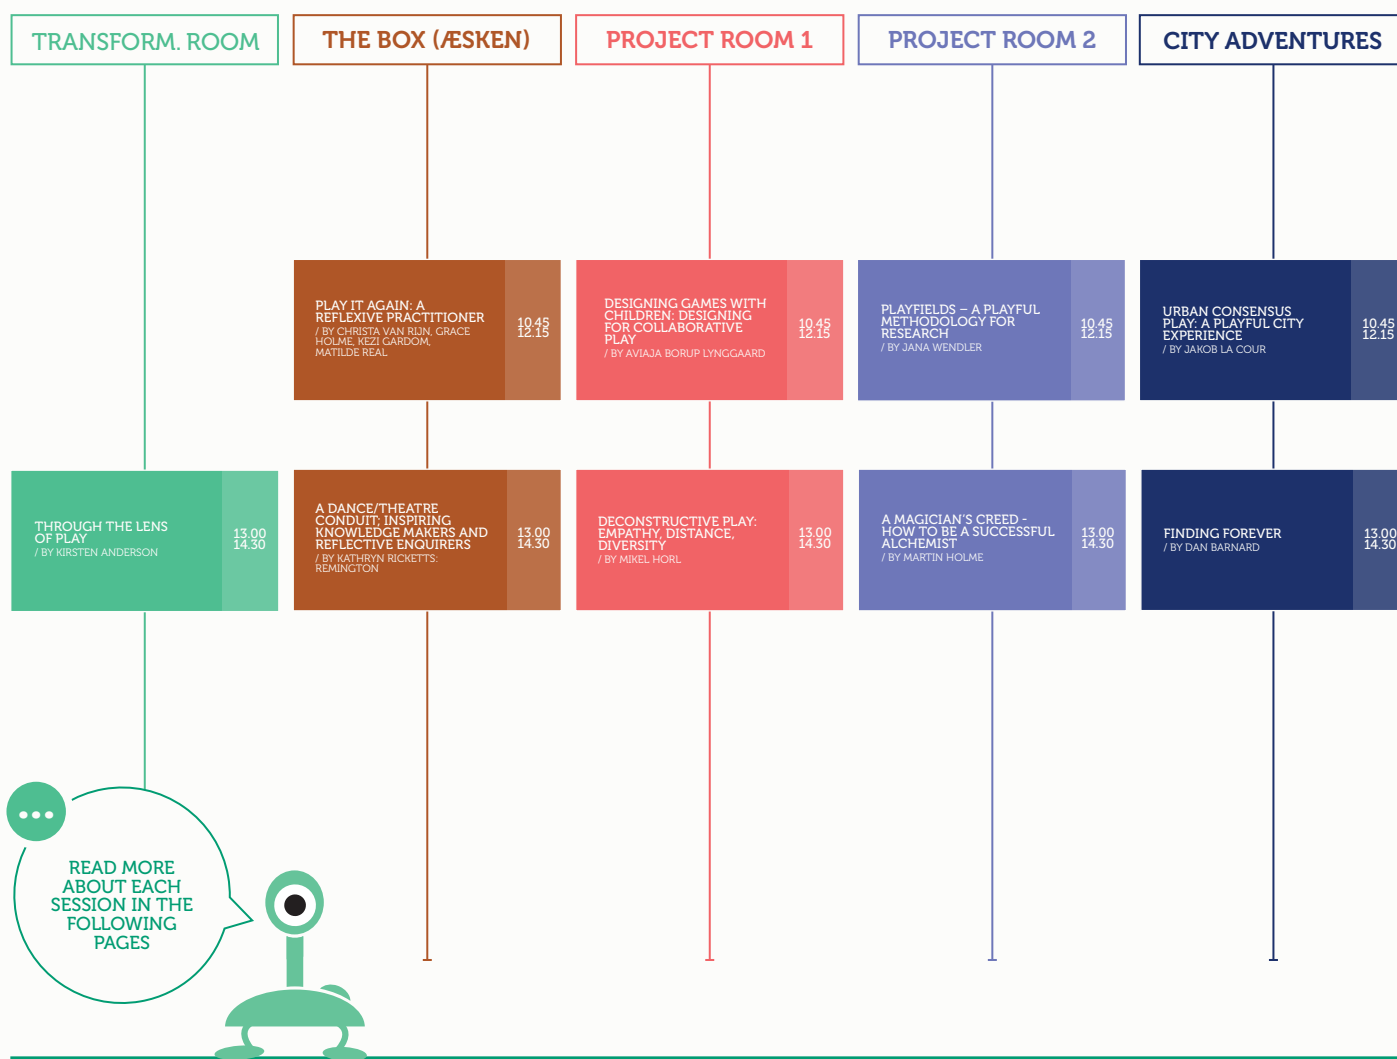 TRANSFORM. ROOM
THE BOX (ÆSKEN)
PROJECT ROOM 1
PROJECT ROOM 2
CITY ADVENTURES
PLAY IT AGAIN: A
REFLEXIVE PRACTITIONER
/ BY CHRISTA VAN RIJN, GRACE
HOLME, KEZI GARDOM,
MATILDE REAL
10.45
12.15
DESIGNING GAMES WITH
CHILDREN: DESIGNING
FOR COLLABORATIVE
PLAY
/ BY AVIAJA BORUP LYNGGAARD
10.45
12.15
PLAYFIELDS – A PLAYFUL
METHODOLOGY FOR
RESEARCH
/ BY JANA WENDLER
10.45
12.15
URBAN CONSENSUS
PLAY: A PLAYFUL CITY
EXPERIENCE
/ BY JAKOB LA COUR
10.45
12.15
THROUGH THE LENS
OF PLAY
/ BY KIRSTEN ANDERSON
13.00
14.30
A DANCE/THEATRE
CONDUIT; INSPIRING
KNOWLEDGE MAKERS AND
REFLECTIVE ENQUIRERS
/ BY KATHRYN RICKETTS:
REMINGTON
13.00
14.30
DECONSTRUCTIVE PLAY:
EMPATHY, DISTANCE,
DIVERSITY
/ BY MIKEL HORL
13.00
14.30
A MAGICIAN'S CREED -
HOW TO BE A SUCCESSFUL
ALCHEMIST
/ BY MARTIN HOLME
13.00
14.30
FINDING FOREVER
/ BY DAN BARNARD
13.00
14.30
READ MORE
ABOUT EACH
SESSION IN THE
FOLLOWING
PAGES